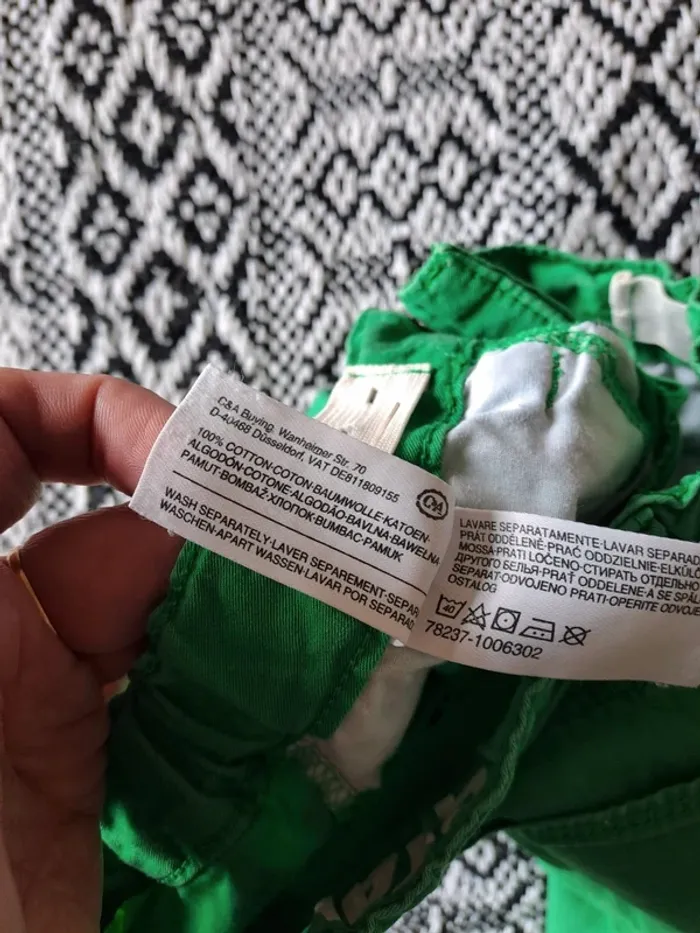 C&A Buying. Wanheimer Str. 70
D-40468 Düsseldorf. VAT DE811809155
C&A
100% COTTON-COTON-BAUMWOLLE-KATOEN-
ALGODÓN-COTONE-ALGODÃO-BAVLNA-BAWEŁNA
PAMUT-BOMBAŽ-ХЛОПОК-BUMBAC-PAMUK
WASH SEPARATELY-LAVER SEPAREMENT-SEPAR
WASCHEN-APART WASSEN-LAVAR POR SEPARAD
LAVARE SEPARATAMENTE-LAVAR SEPARAD
PRÁT ODDĚLENĚ-PRAĆ ODDZIELNIE-ELKÜLÖ
MOSSA-PRATI LOČENO-СТИРАТЬ ОТДЕЛЬНО
ДРУГОГО БЕЛЬЯ-PRAŤ ODDELENE-A SE SPĂL
SEPARAT-ODVOJENO PRATI-OPERITE ODVOJE
OSTALOG
40
78237-1006302